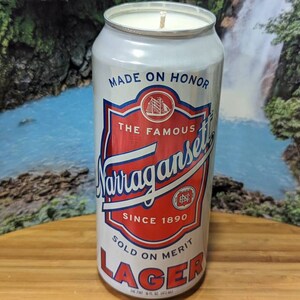 MADE ON HONOR
THE FAMOUS
Narragansett
SINCE 1890
SOLD ON MERIT
LAGER